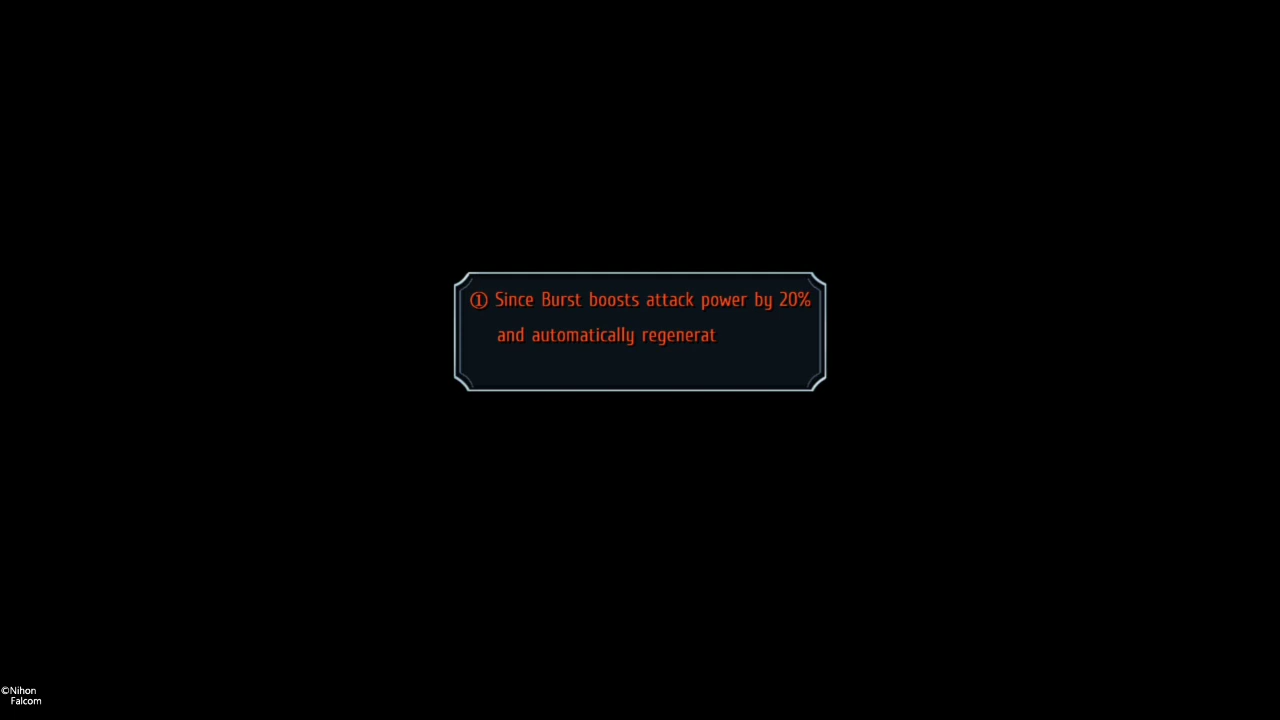 ① Since Burst boosts attack power by 20%
and automatically regenerat
©Nihon
Falcom